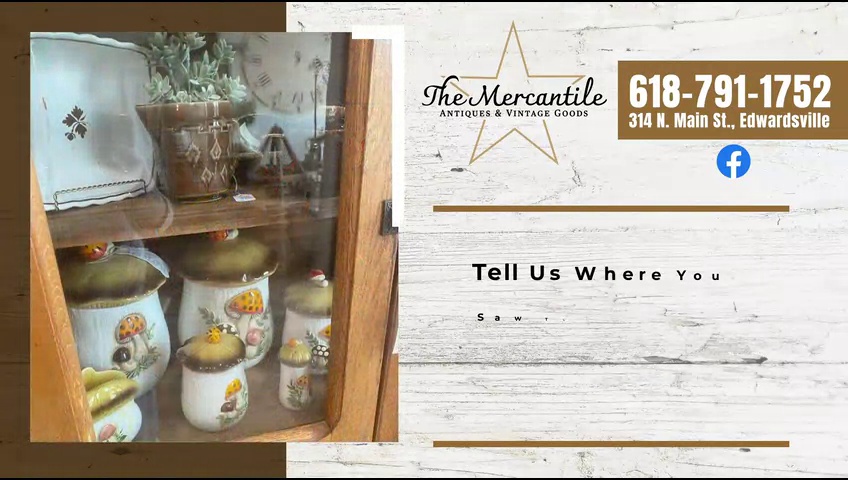 The Mercantile
ANTIQUES & VINTAGE GOODS
618-791-1752
314 N. Main St., Edwardsville
Tell Us Where You
Saw